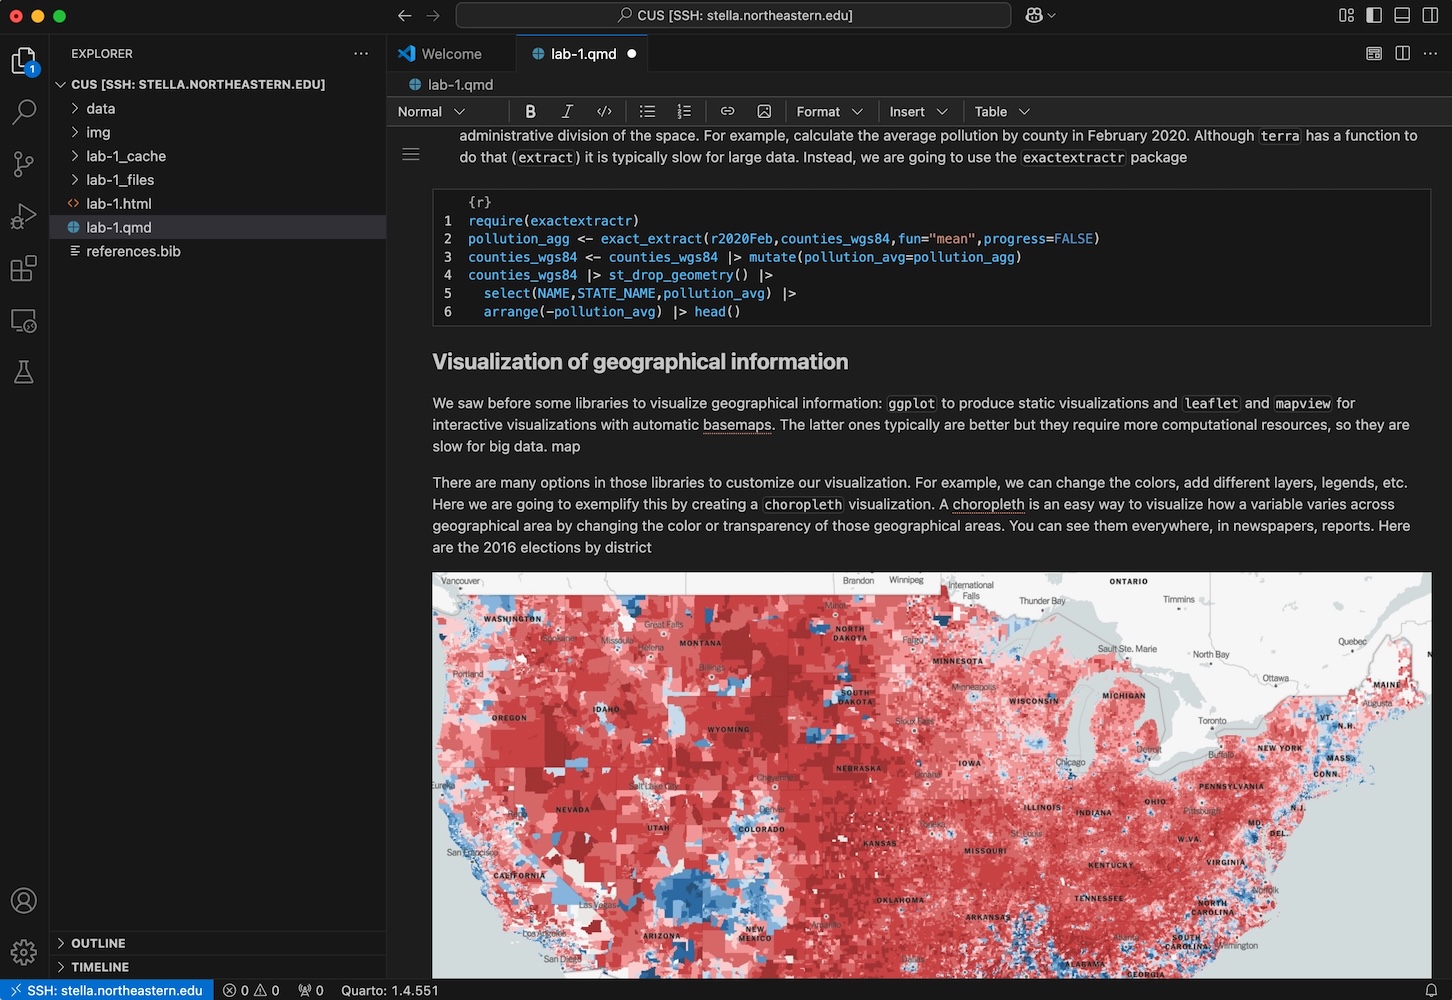 CUS [SSH: stella.northeastern.edu]
1
EXPLORER
CUS [SSH: STELLA.NORTHEASTERN.EDU]
data
img
lab-1_cache
lab-1_files
lab-1.html
lab-1.qmd
references.bib
OUTLINE
TIMELINE
Welcome
lab-1.qmd
lab-1.qmd
Normal B I </> Format Insert Table
administrative division of the space. For example, calculate the average pollution by county in February 2020. Although terra has a function to
do that (extract) it is typically slow for large data. Instead, we are going to use the exactextractr package
{r}
1 require(exactextractr)
2 pollution_agg <- exact_extract(r2020Feb,counties_wgs84,fun="mean",progress=FALSE)
3 counties_wgs84 <- counties_wgs84 |> mutate(pollution_avg=pollution_agg)
4 counties_wgs84 |> st_drop_geometry() |>
5 select(NAME,STATE_NAME,pollution_avg) |>
6 arrange(-pollution_avg) |> head()
Visualization of geographical information
We saw before some libraries to visualize geographical information: ggplot to produce static visualizations and leaflet and mapview for
interactive visualizations with automatic basemaps. The latter ones typically are better but they require more computational resources, so they are
slow for big data. map
There are many options in those libraries to customize our visualization. For example, we can change the colors, add different layers, legends, etc.
Here we are going to exemplify this by creating a choropleth visualization. A choropleth is an easy way to visualize how a variable varies across
geographical area by changing the color or transparency of those geographical areas. You can see them everywhere, in newspapers, reports. Here
are the 2016 elections by district
Vancouver Brandon Winnipeg International Falls ONTARIO
Thunder Bay Timmins
WASHINGTON Great Falls Minot NORTH DAKOTA
Spokane Missoula Helena MONTANA Fargo Sault Ste. Marie North Bay Quebec
Portland Billings MINNESOTA Ottawa
Minneapolis MICHIGAN MAINE
OREGON IDAHO SOUTH DAKOTA WISCONSIN Augusta
WYOMING Sioux Falls Toronto VT. N.H.
Detroit Buffalo NEW YORK
Eureka Salt Lake City Cheyenne NEBRASKA IOWA Chicago MASS.
Omaha CONN.
Reno NEVADA Denver ILLINOIS INDIANA OHIO PENNSYLVANIA
UTAH COLORADO Topeka St. Louis Pittsburgh N.J.
San Francisco KANSAS MISSOURI W.VA. MD. DEL.
CALIFORNIA KENTUCKY VIRGINIA
Las Vegas OKLAHOMA TENNESSEE Norfolk
Los Angeles ARIZONA NEW MEXICO Amarillo ARKANSAS NORTH CAROLINA
San Diego Dallas Atlanta SOUTH CAROLINA Wilmington
ALABAMA GEORGIA
SSH: stella.northeastern.edu 0 0 0 Quarto: 1.4.551